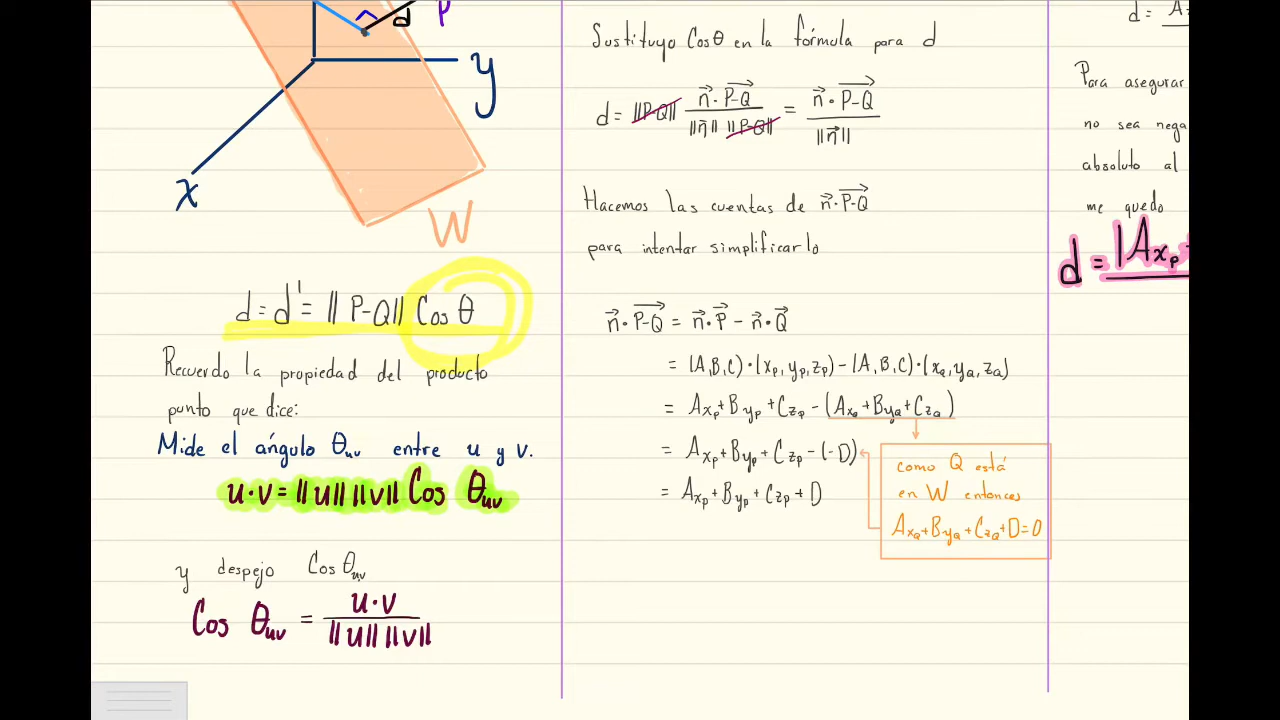 d P
y
x
W
d = d' = ||P-Q|| Cos θ
Recuerdo la propiedad del producto
punto que dice:
Mide el ángulo θuv entre u y v.
u·v = ||u|| ||v|| Cos θuv
y despejo Cos θuv
Cos θuv = u·v / ||u|| ||v||
Sustituyo Cos θ en la fórmula para d
d = ||P-Q|| n⃗·P-Q⃗ / ||n⃗|| ||P-Q|| = n⃗·P-Q⃗ / ||n⃗||
Hacemos las cuentas de n⃗·P-Q⃗
para intentar simplificarlo
n⃗·P-Q⃗ = n⃗·P⃗ - n⃗·Q⃗
= (A,B,C)·(xp,yp,zp) - (A,B,C)·(xQ,yQ,zQ)
= Axp+Byp+Czp - (AxQ+ByQ+CzQ)
= Axp+Byp+Czp - (-D)
= Axp+Byp+Czp+D
como Q está
en W entonces
AxQ+ByQ+CzQ+D=0
d = A
Para asegurar
no sea nega
absoluto al
me quedo
d = |Axp +